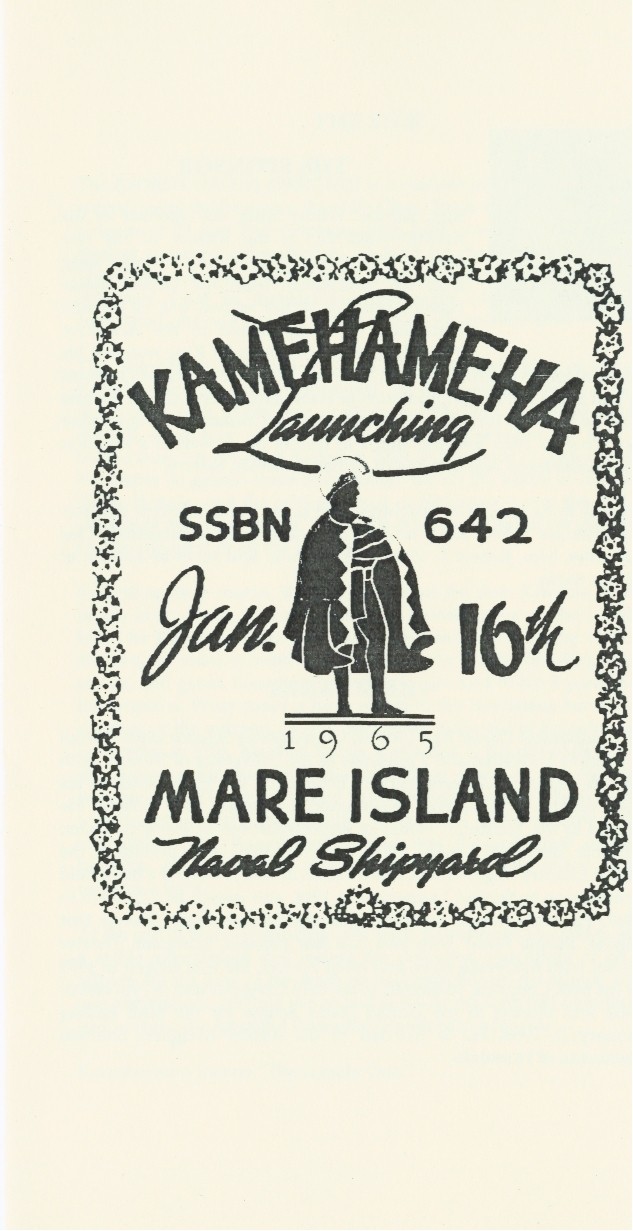 KAMEHAMEHA
Launching
SSBN 642
Jan. 16th
1965
MARE ISLAND
Naval Shipyard